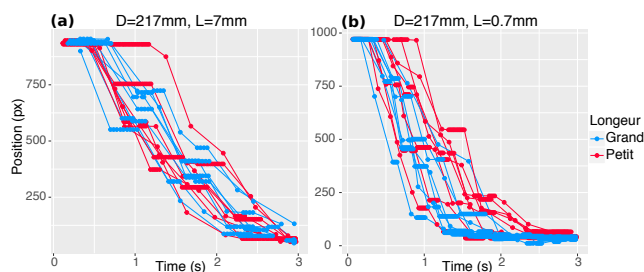 (a) D=217mm, L=7mm
(b) D=217mm, L=0.7mm
Position (px)
750
500
250
0
1
2
3
Time (s)
1000
750
500
250
0
0
1
2
3
Time (s)
Longeur
Grand
Petit